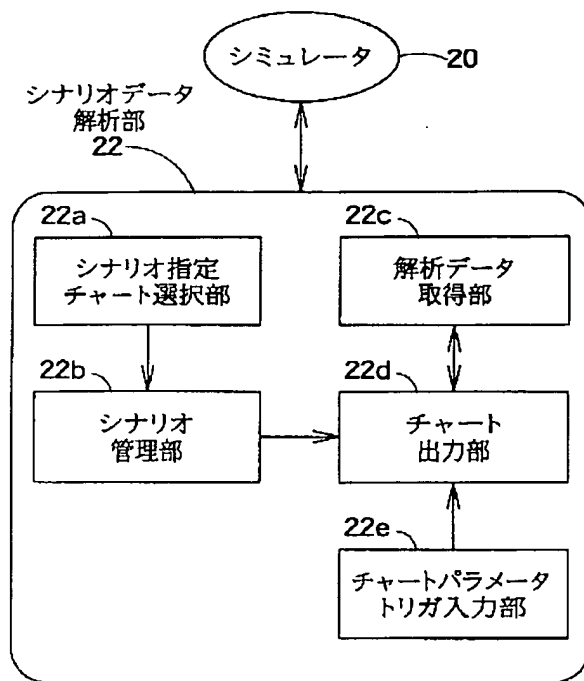 シミュレータ
20
シナリオデータ
解析部
22
22a
シナリオ指定
チャート選択部
22c
解析データ
取得部
22b
シナリオ
管理部
22d
チャート
出力部
22e
チャートパラメータ
トリガ入力部